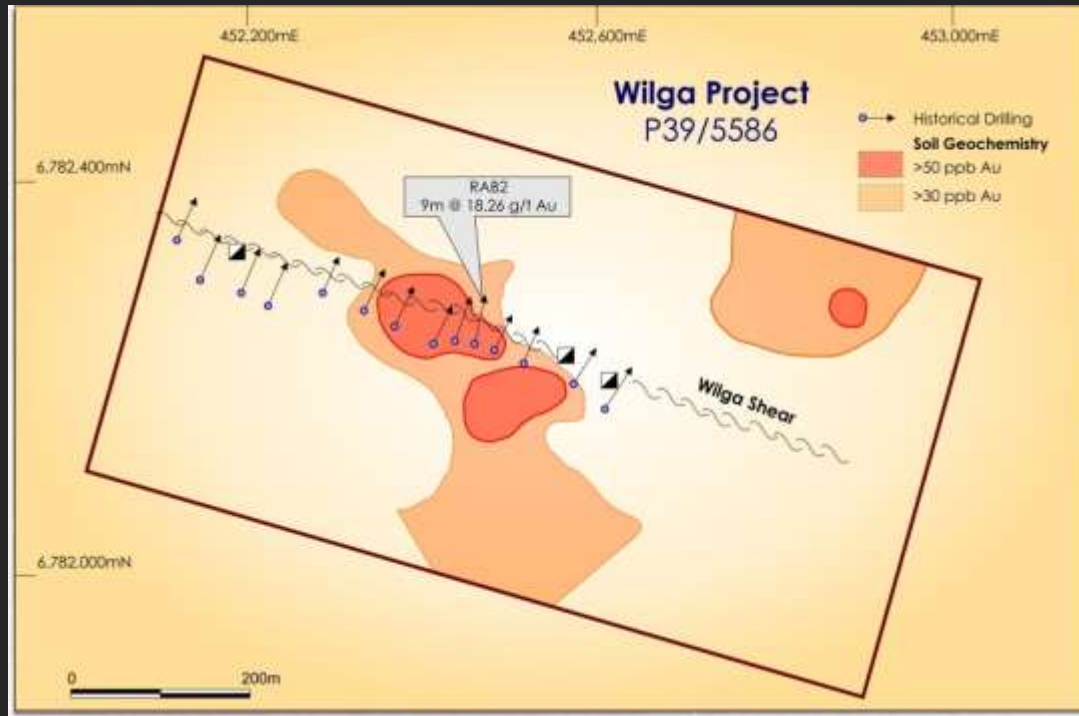 452,200mE
452,600mE
453,000mE
Wilga Project
P39/5586
Historical Drilling
Soil Geochemistry
>50 ppb Au
>30 ppb Au
6.782.400mN
RAB2
9m @ 18.26 g/t Au
Wilga Shear
6.782.000mN
0
200m